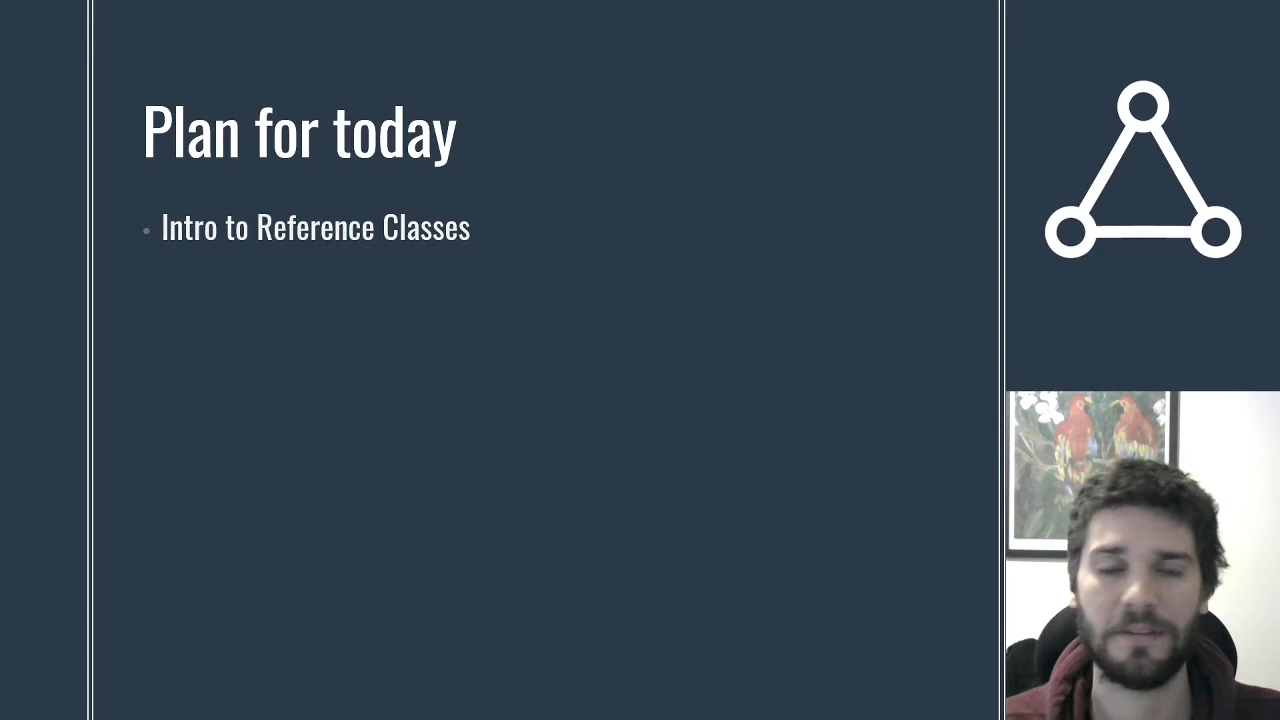 Plan for today
• Intro to Reference Classes